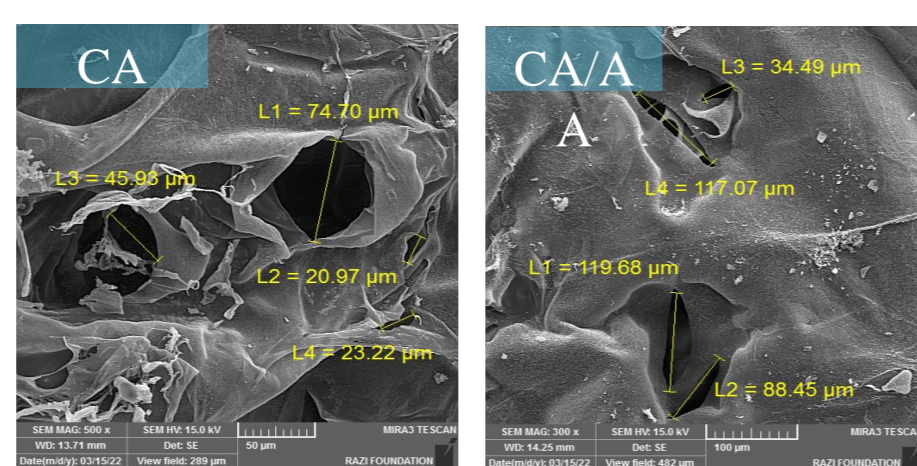 CA
L1 = 74.70 µm
L3 = 45.93 µm
L2 = 20.97 µm
L4 = 23.22 µm
SEM MAG: 500 x
SEM HV: 15.0 kV
MIRA3 TESCAN
WD: 13.71 mm
Det: SE
50 µm
Date(m/d/y): 03/15/22
View field: 289 µm
RAZI FOUNDATION
CA/A
A
L3 = 34.49 µm
L4 = 117.07 µm
L1 = 119.68 µm
L2 = 88.45 µm
SEM MAG: 300 x
SEM HV: 15.0 kV
MIRA3 TESCAN
WD: 14.25 mm
Det: SE
100 µm
Date(m/d/y): 03/15/22
View field: 482 µm
RAZI FOUNDATION